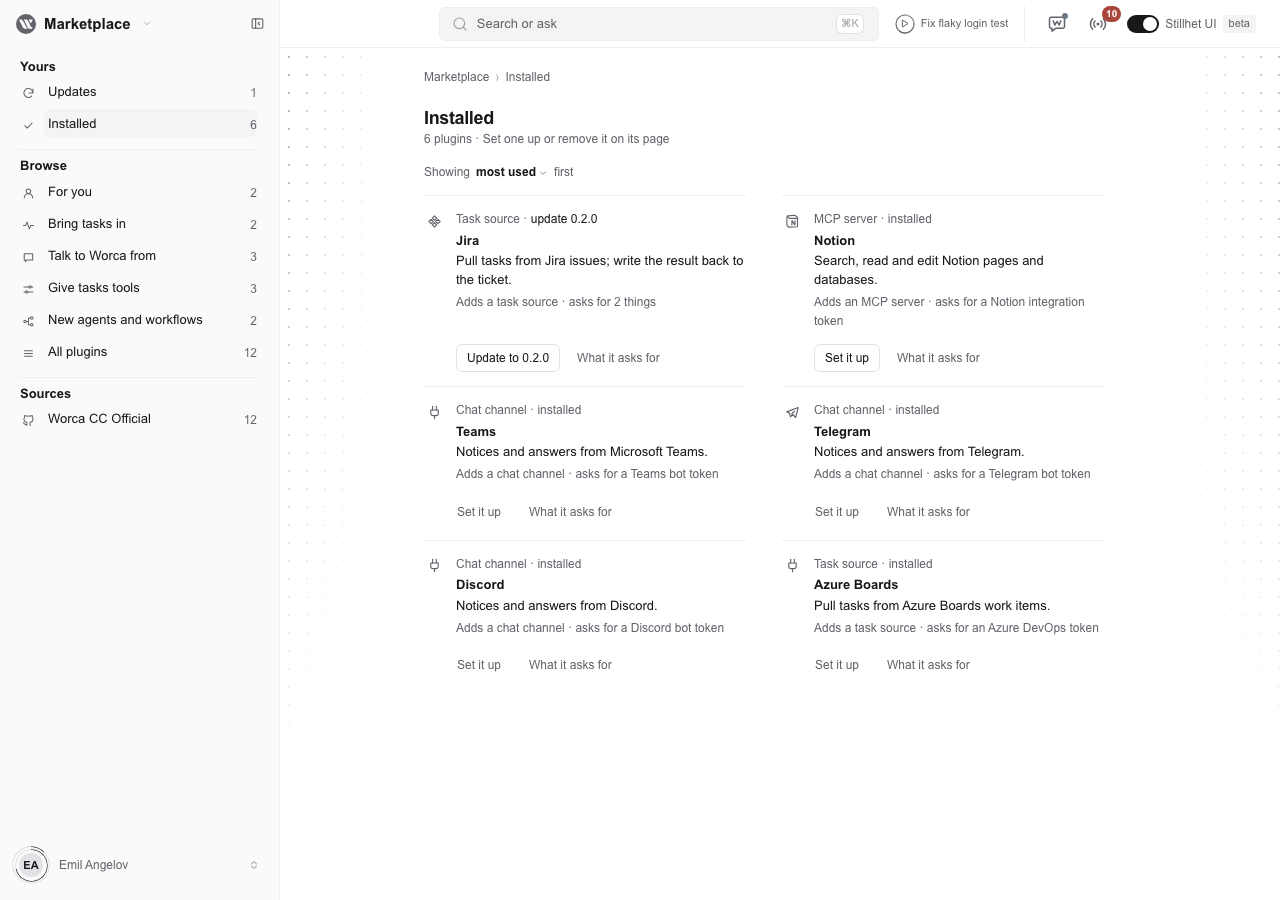 Marketplace
Search or ask
⌘K
Fix flaky login test
10
Stillhet UI
beta
Yours
Updates 1
Installed 6
Browse
For you 2
Bring tasks in 2
Talk to Worca from 3
Give tasks tools 3
New agents and workflows 2
All plugins 12
Sources
Worca CC Official 12
EA
Emil Angelov
Marketplace › Installed
Installed
6 plugins · Set one up or remove it on its page
Showing most used first
Task source · update 0.2.0
Jira
Pull tasks from Jira issues; write the result back to
the ticket.
Adds a task source · asks for 2 things
Update to 0.2.0
What it asks for
MCP server · installed
Notion
Search, read and edit Notion pages and
databases.
Adds an MCP server · asks for a Notion integration
token
Set it up
What it asks for
Chat channel · installed
Teams
Notices and answers from Microsoft Teams.
Adds a chat channel · asks for a Teams bot token
Set it up
What it asks for
Chat channel · installed
Telegram
Notices and answers from Telegram.
Adds a chat channel · asks for a Telegram bot token
Set it up
What it asks for
Chat channel · installed
Discord
Notices and answers from Discord.
Adds a chat channel · asks for a Discord bot token
Set it up
What it asks for
Task source · installed
Azure Boards
Pull tasks from Azure Boards work items.
Adds a task source · asks for an Azure DevOps token
Set it up
What it asks for